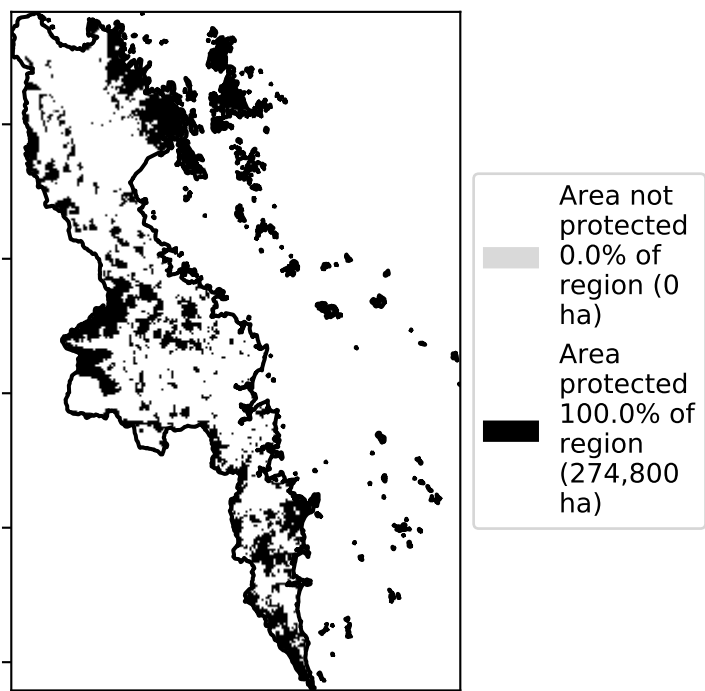 Area not
protected
0.0% of
region (0
ha)
Area
protected
100.0% of
region
(274,800
ha)